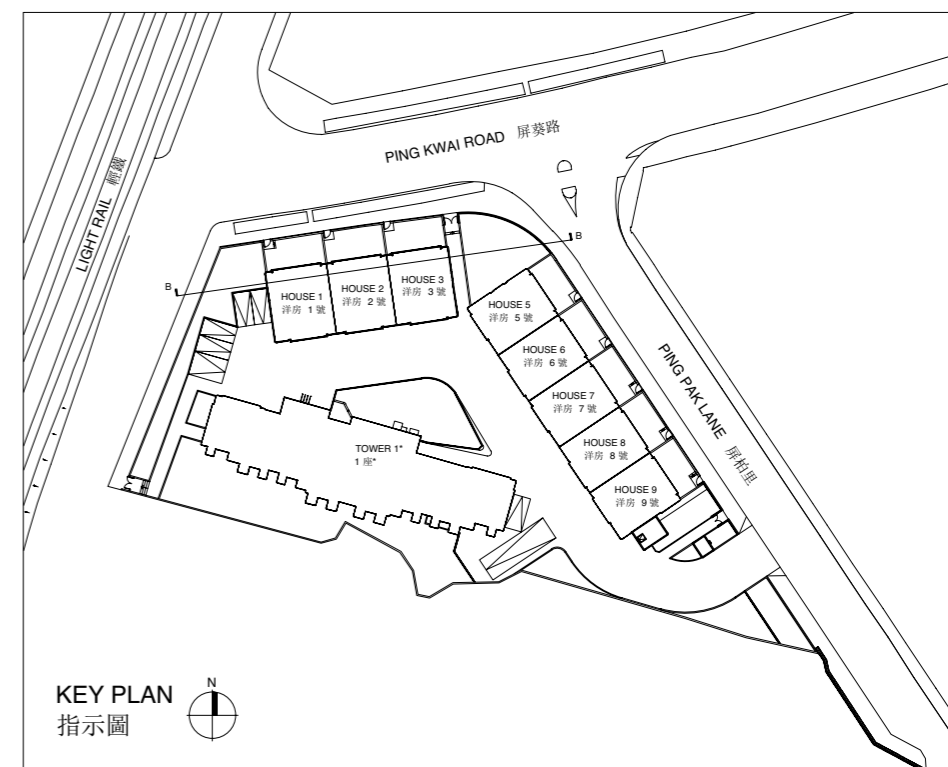 PING KWAI ROAD 屏葵路
LIGHT RAIL 輕鐵
B
B
HOUSE 1
洋房 1 號
HOUSE 2
洋房 2 號
HOUSE 3
洋房 3 號
HOUSE 5
洋房 5 號
HOUSE 6
洋房 6 號
HOUSE 7
洋房 7 號
HOUSE 8
洋房 8 號
HOUSE 9
洋房 9 號
PING PAK LANE 屏柏里
TOWER 1*
1 座*
KEY PLAN
指示圖
N